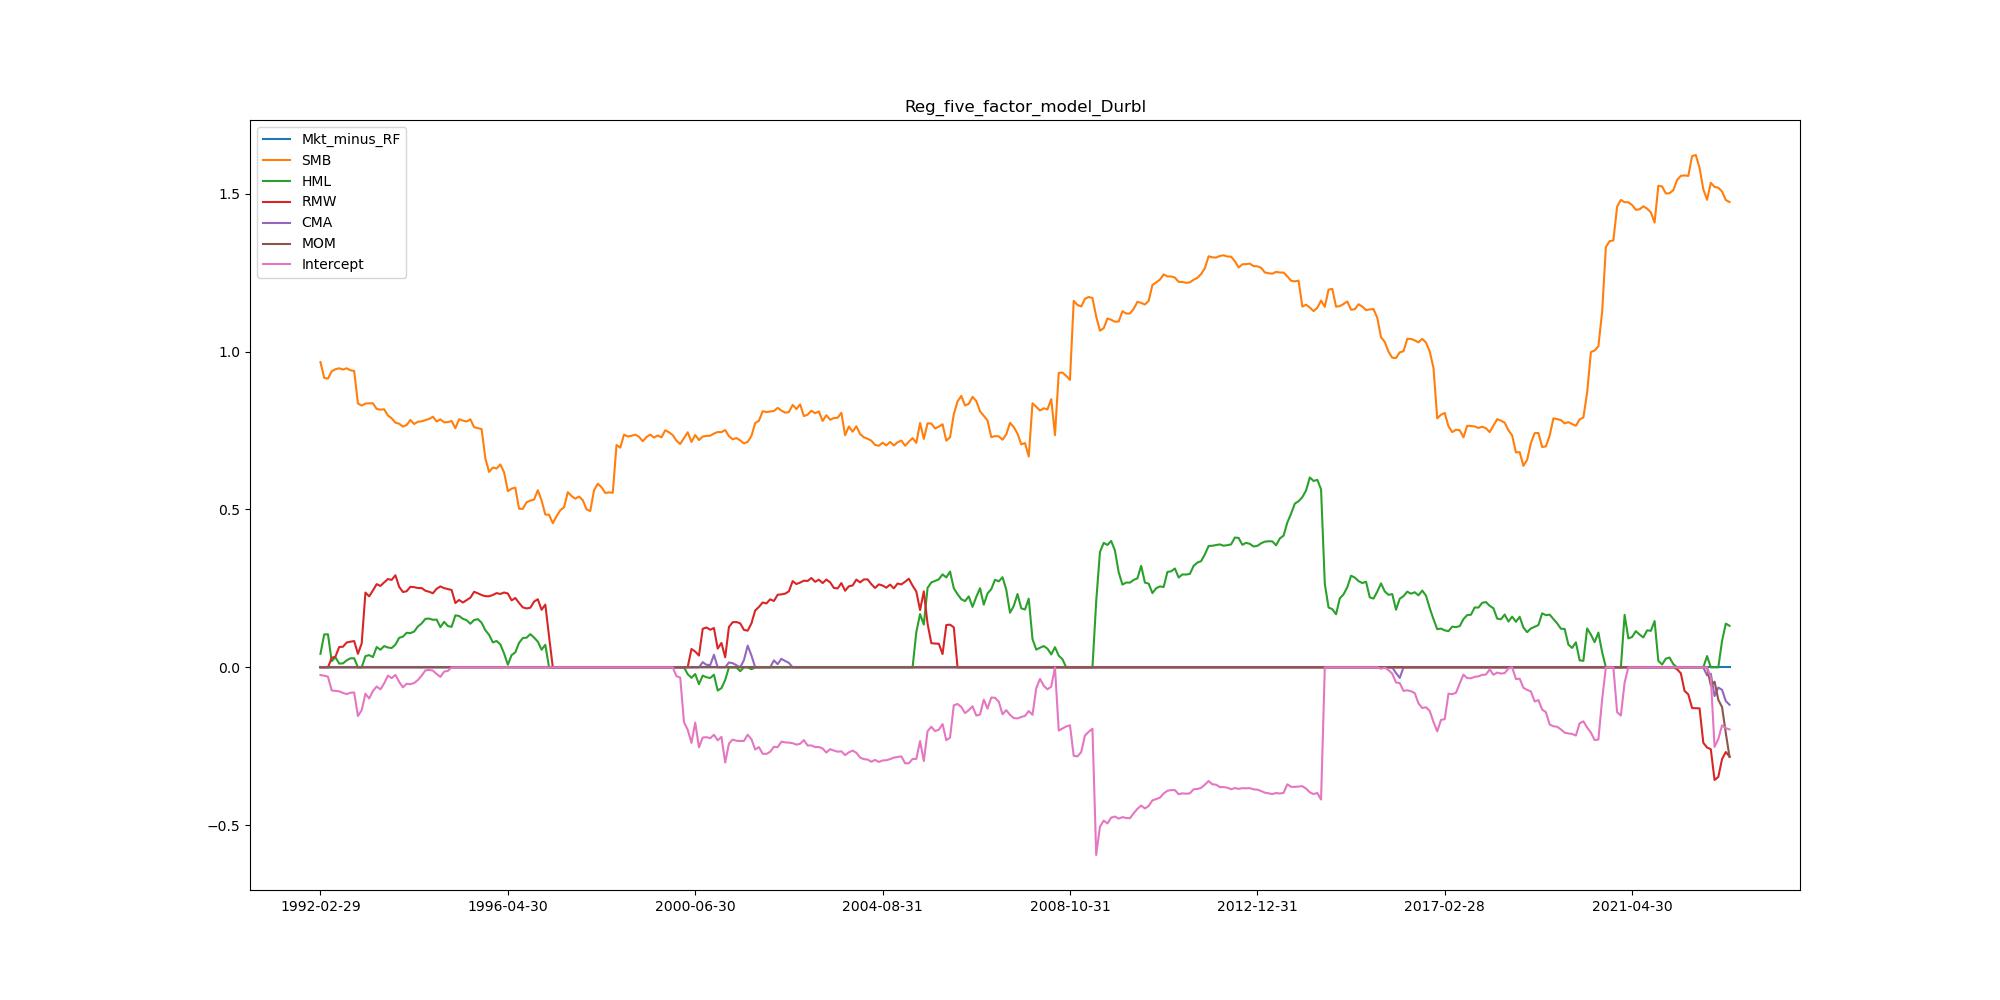 Reg_five_factor_model_Durbl
Mkt_minus_RF
SMB
HML
RMW
CMA
MOM
Intercept
1.5
1.0
0.5
0.0
−0.5
1992-02-29 1996-04-30 2000-06-30 2004-08-31 2008-10-31 2012-12-31 2017-02-28 2021-04-30